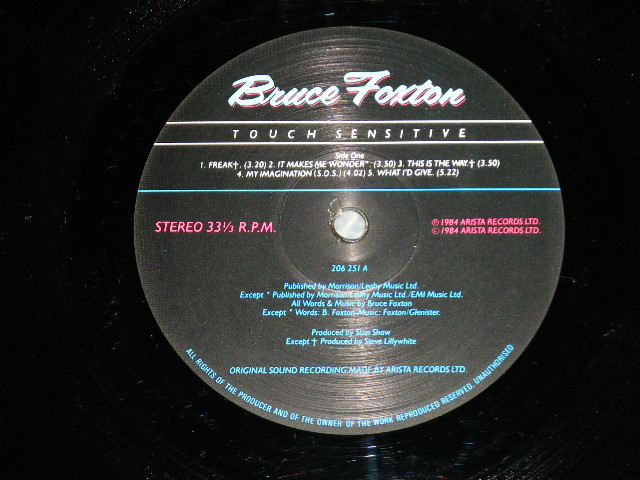 Bruce Foxton
TOUCH SENSITIVE
Side One
1. FREAK†. (3.20) 2. IT MAKES ME WONDER*. (3.50) 3. THIS IS THE WAY.† (3.50)
4. MY IMAGINATION (S.O.S.) (4.02) 5. WHAT I'D GIVE. (5.22)
STEREO 33⅓ R.P.M.
℗ 1984 ARISTA RECORDS LTD.
© 1984 ARISTA RECORDS LTD.
206 251 A
Published by Morrison/Leahy Music Ltd.
Except * Published by Morrison/Leahy Music Ltd./EMI Music Ltd.
All Words & Music by Bruce Foxton
Except * Words: B. Foxton/Music: Foxton/Glenister.
Produced by Stan Shaw
Except † Produced by Steve Lillywhite
ORIGINAL SOUND RECORDING MADE BY ARISTA RECORDS LTD.
ALL RIGHTS OF THE PRODUCER AND OF THE OWNER OF THE WORK REPRODUCED RESERVED. UNAUTHORISED